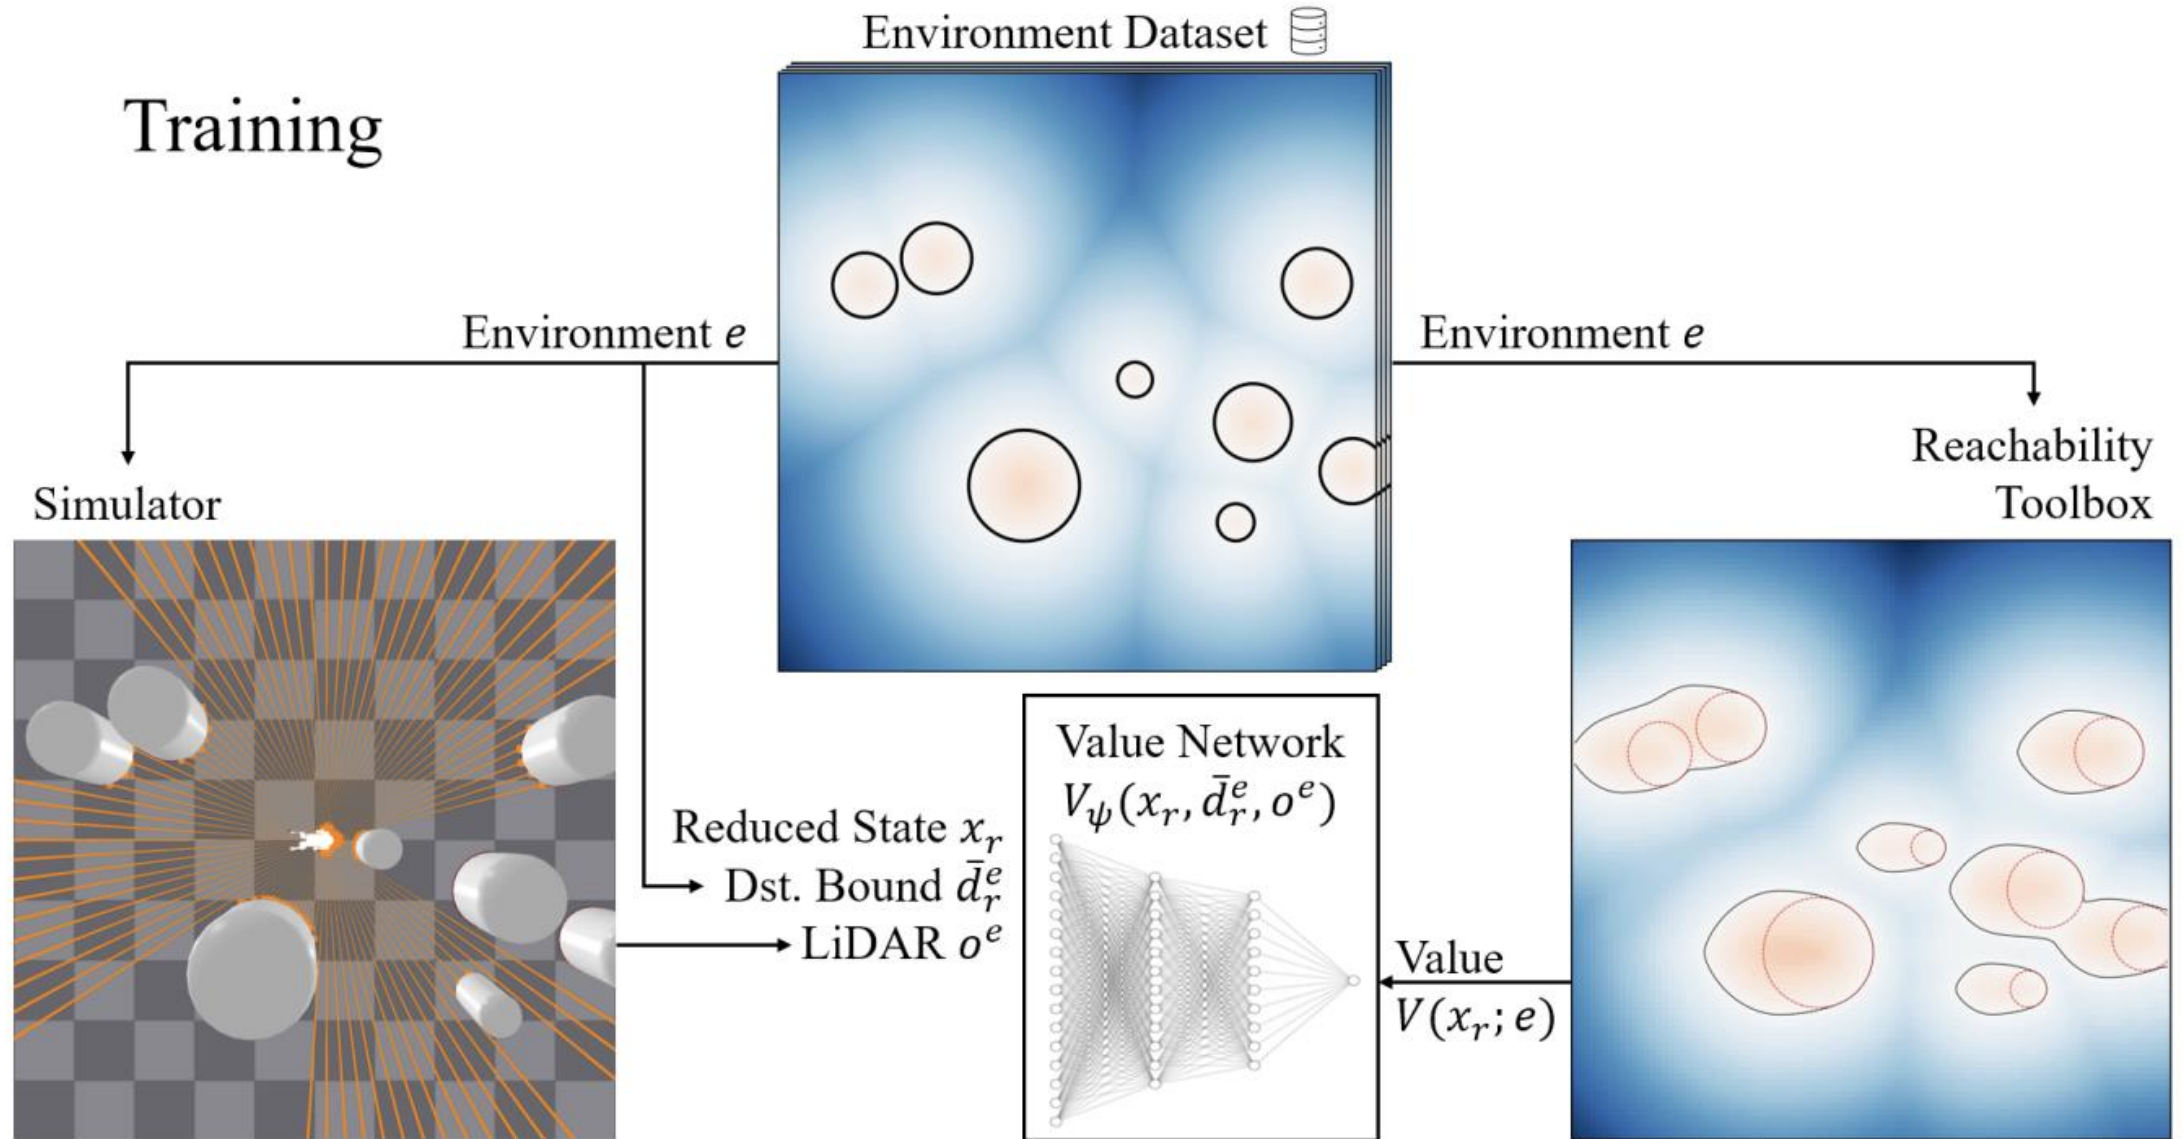 Environment Dataset
Training
Environment e
Environment e
Reachability
Toolbox
Simulator
Value Network
V_ψ(x_r, d̄_r^e, o^e)
Reduced State x_r
Dst. Bound d̄_r^e
LiDAR o^e
Value
V(x_r; e)